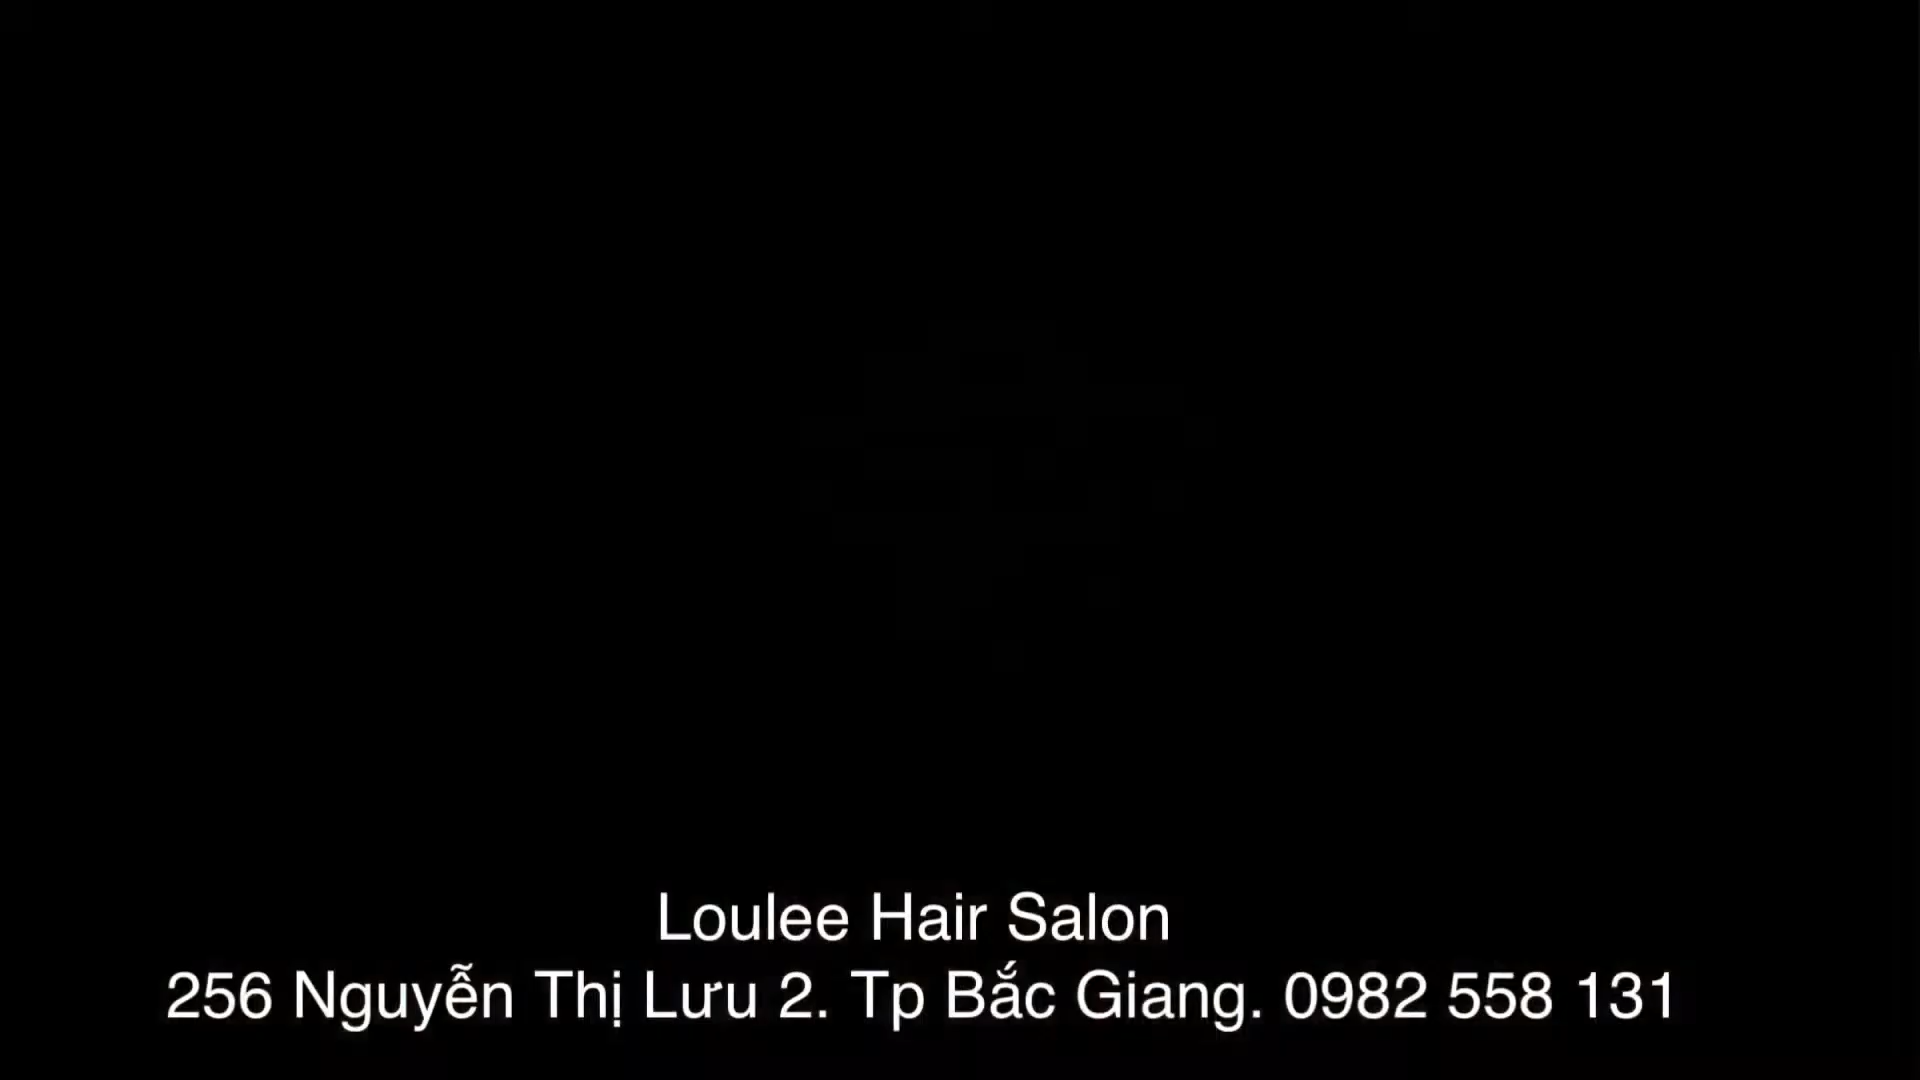 Loulee Hair Salon
256 Nguyễn Thị Lưu 2. Tp Bắc Giang. 0982 558 131